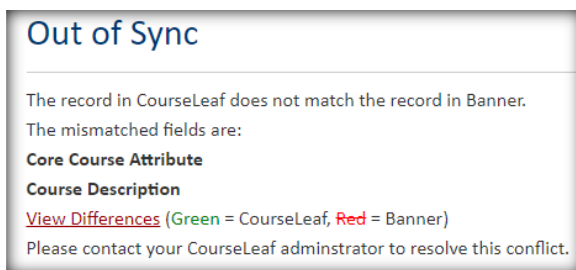 Out of Sync
The record in CourseLeaf does not match the record in Banner.
The mismatched fields are:
Core Course Attribute
Course Description
View Differences (Green = CourseLeaf, Red = Banner)
Please contact your CourseLeaf adminstrator to resolve this conflict.